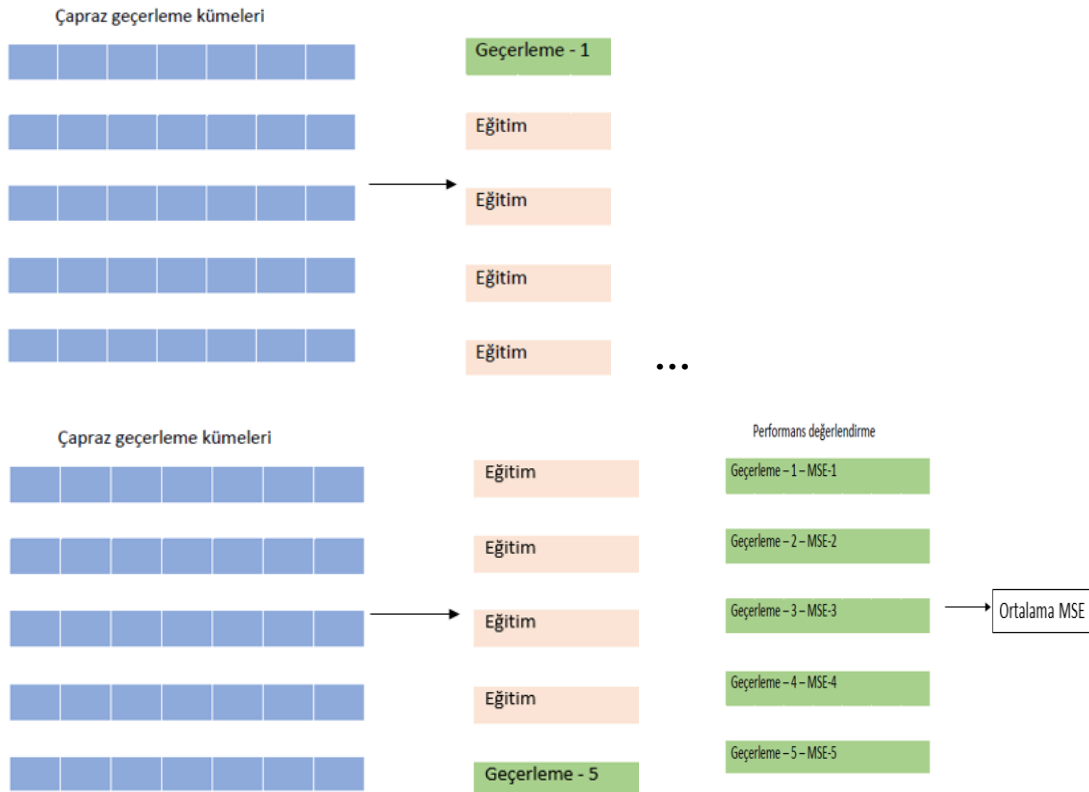 Çapraz geçerleme kümeleri
Geçerleme - 1
Eğitim
Eğitim
Eğitim
Eğitim
...
Çapraz geçerleme kümeleri
Eğitim
Eğitim
Eğitim
Eğitim
Geçerleme - 5
Performans değerlendirme
Geçerleme – 1 – MSE-1
Geçerleme – 2 – MSE-2
Geçerleme – 3 – MSE-3
Geçerleme – 4 – MSE-4
Geçerleme – 5 – MSE-5
Ortalama MSE